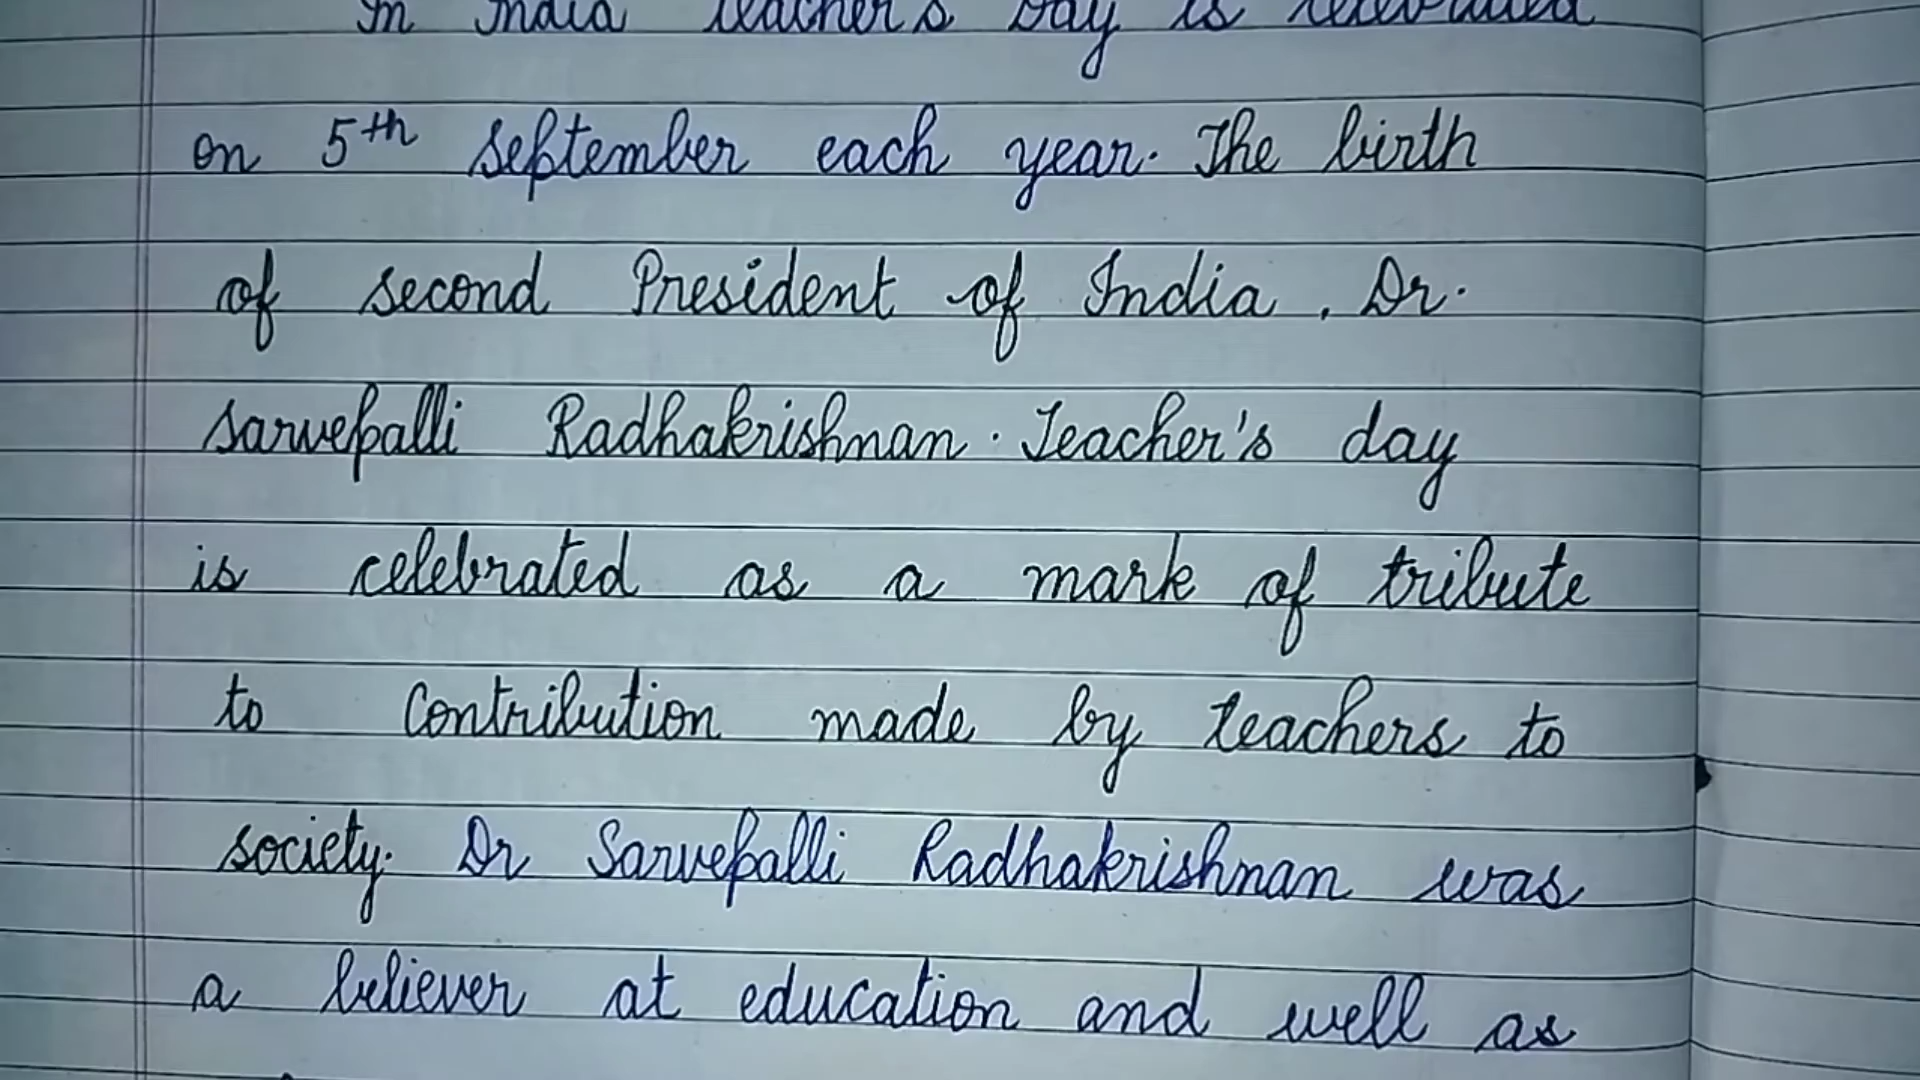 In India teacher's Day is celebrated
on 5th september each year. The birth
of second President of India , Dr.
sarvepalli Radhakrishnan. Teacher's day
is celebrated as a mark of tribute
to Contribution made by teachers to
society. Dr Sarvepalli Radhakrishnan was
a believer at education and well as